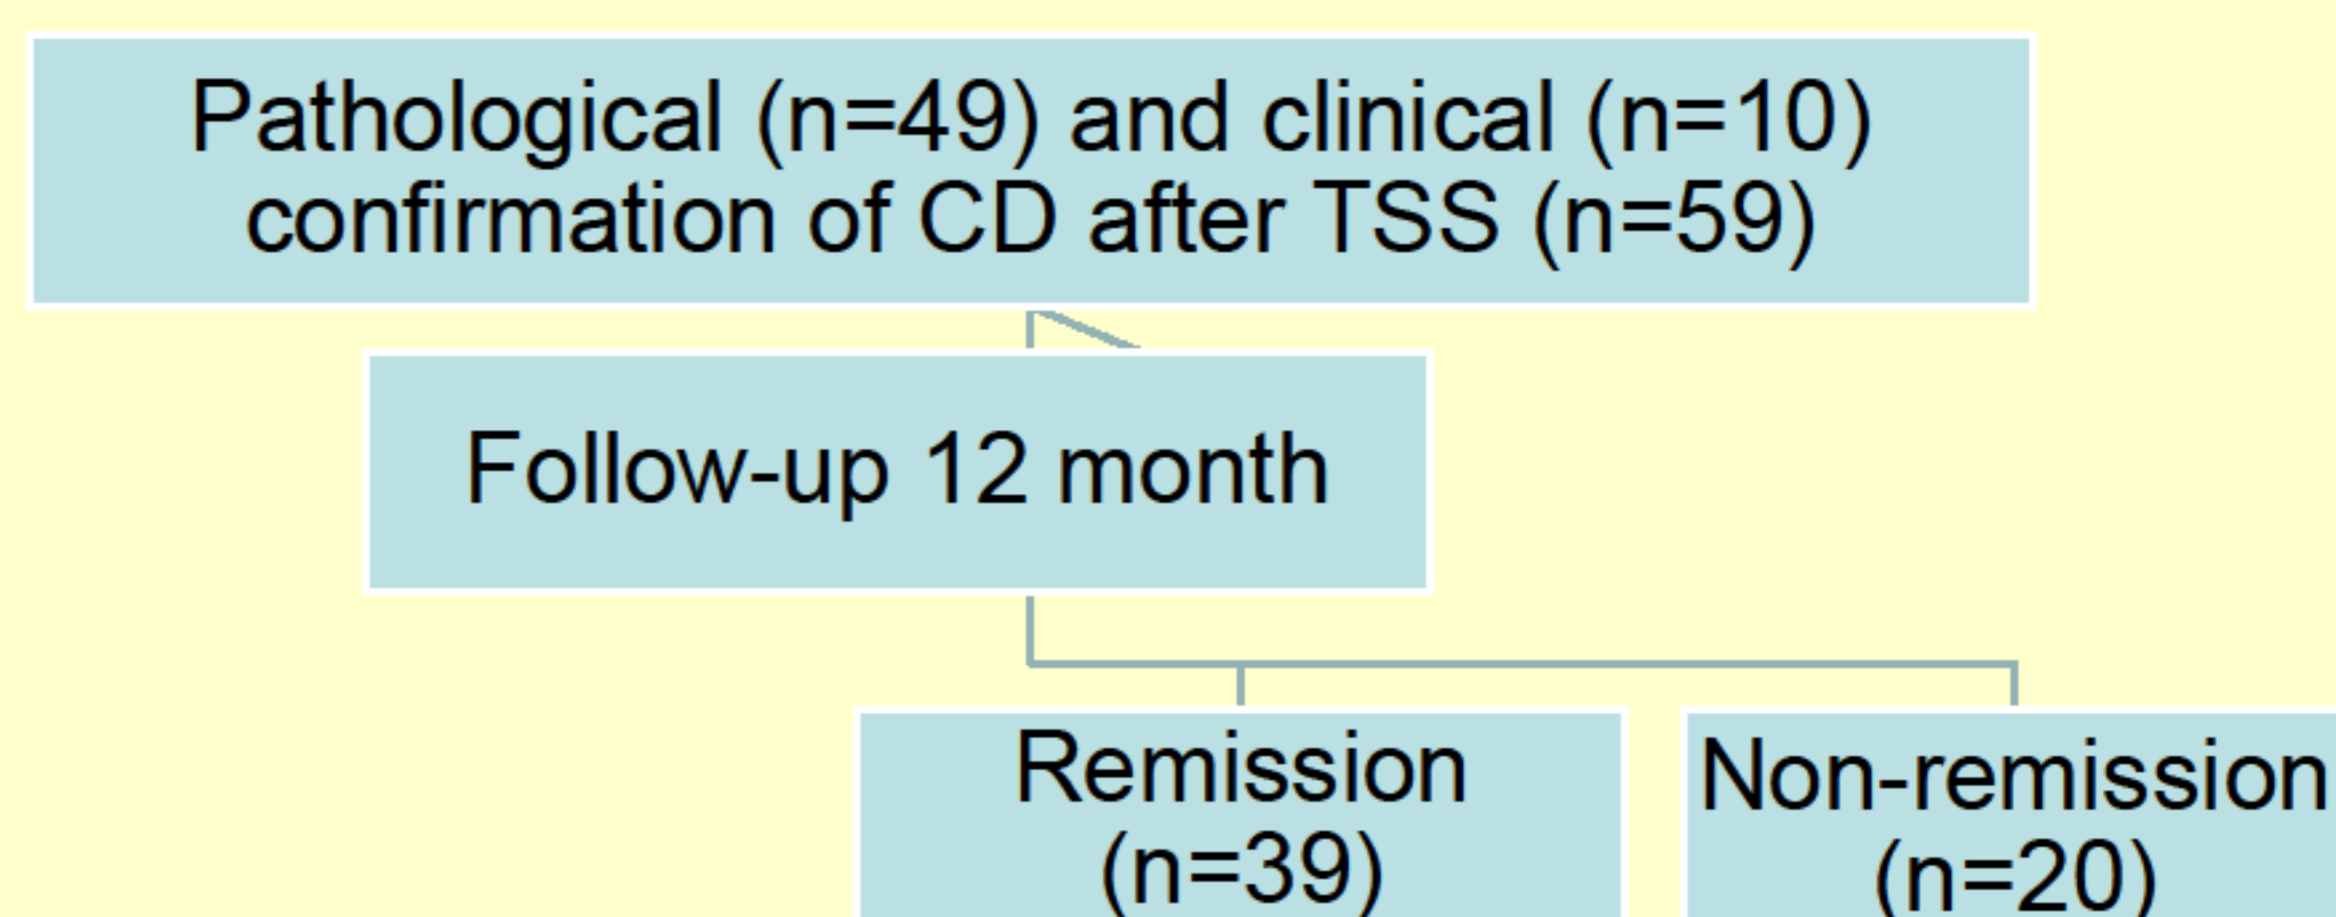 Pathological (n=49) and clinical (n=10)
confirmation of CD after TSS (n=59)
Follow-up 12 month
Remission
(n=39)
Non-remission
(n=20)